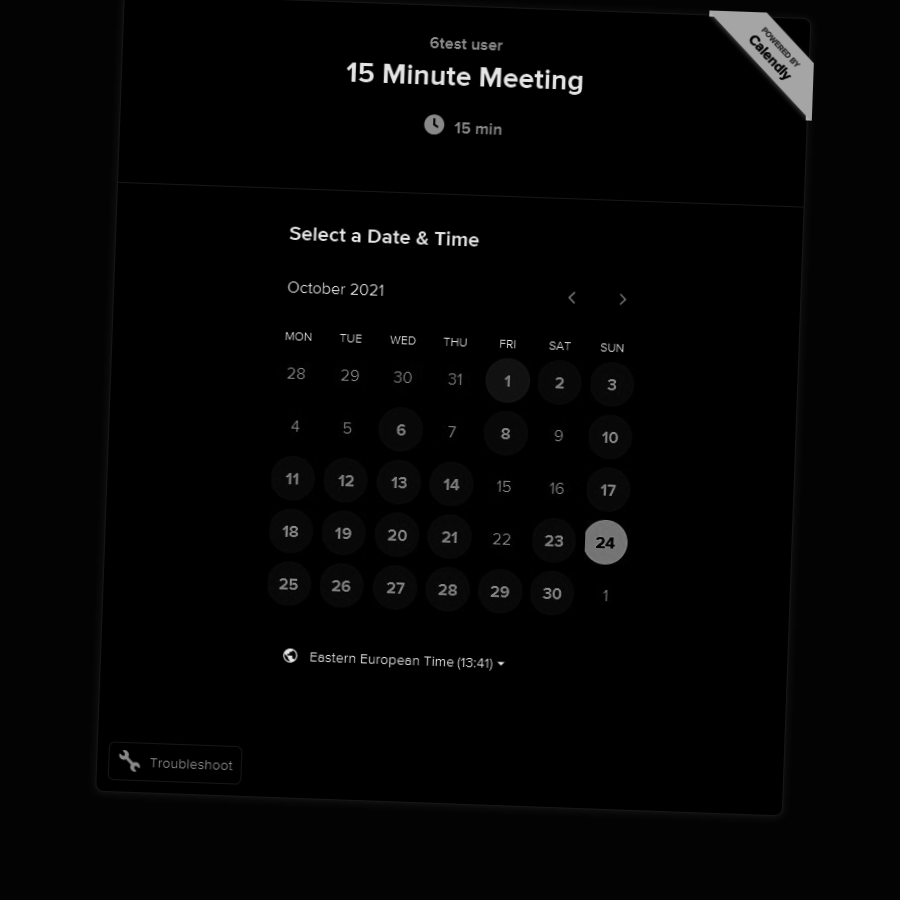 6test user
POWERED BY
Calendly
15 Minute Meeting
15 min
Select a Date & Time
October 2021
MON TUE WED THU FRI SAT SUN
28 29 30 31 1 2 3
4 5 6 7 8 9 10
11 12 13 14 15 16 17
18 19 20 21 22 23 24
25 26 27 28 29 30 1
Eastern European Time (13:41)
Troubleshoot